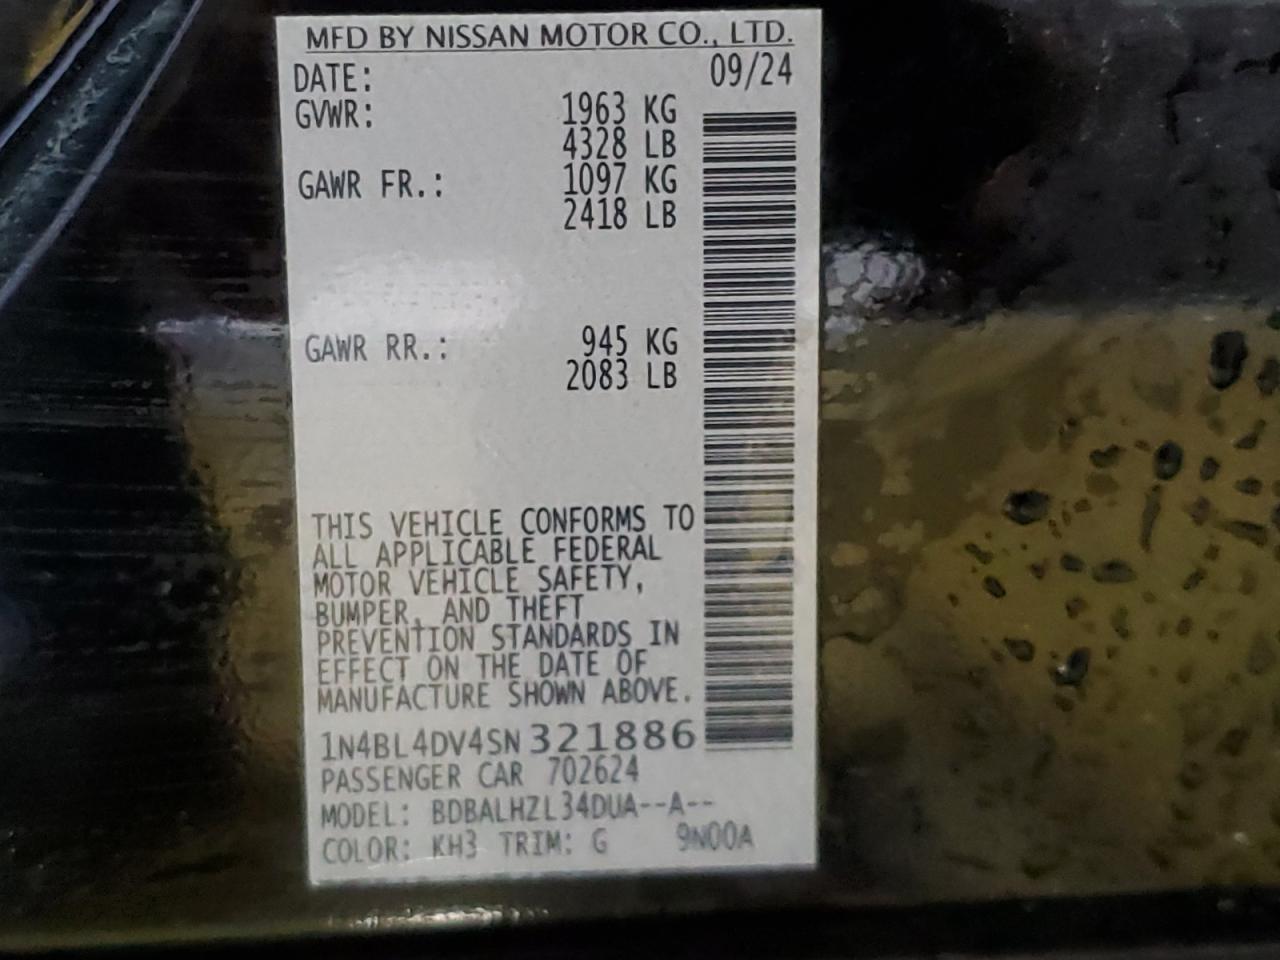 MFD BY NISSAN MOTOR CO., LTD.
DATE: 09/24
GVWR: 1963 KG
4328 LB
GAWR FR.: 1097 KG
2418 LB
GAWR RR.: 945 KG
2083 LB
THIS VEHICLE CONFORMS TO
ALL APPLICABLE FEDERAL
MOTOR VEHICLE SAFETY,
BUMPER, AND THEFT
PREVENTION STANDARDS IN
EFFECT ON THE DATE OF
MANUFACTURE SHOWN ABOVE.
1N4BL4DV4SN321886
PASSENGER CAR 702624
MODEL: BDBALHZL34DUA--A--
COLOR: KH3 TRIM: G 9N00A